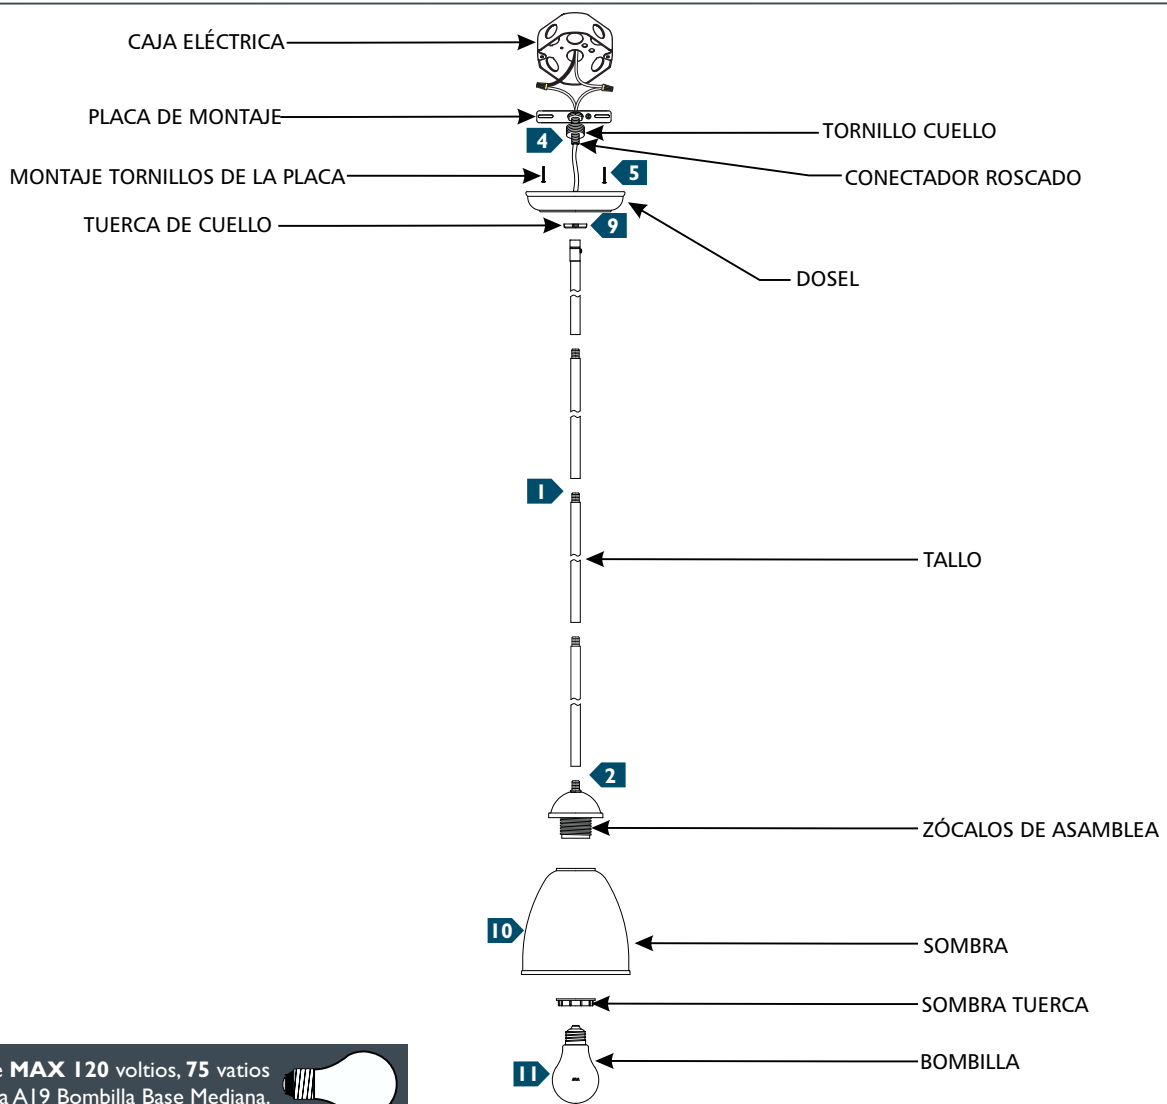 CAJA ELÉCTRICA
PLACA DE MONTAJE
TORNILLO CUELLO
4
MONTAJE TORNILLOS DE LA PLACA
5
CONECTADOR ROSCADO
TUERCA DE CUELLO
9
DOSEL
1
TALLO
2
ZÓCALOS DE ASAMBLEA
10
SOMBRA
SOMBRA TUERCA
BOMBILLA
11
MAX 120 voltios, 75 vatios
A19 Bombilla Base Mediana.